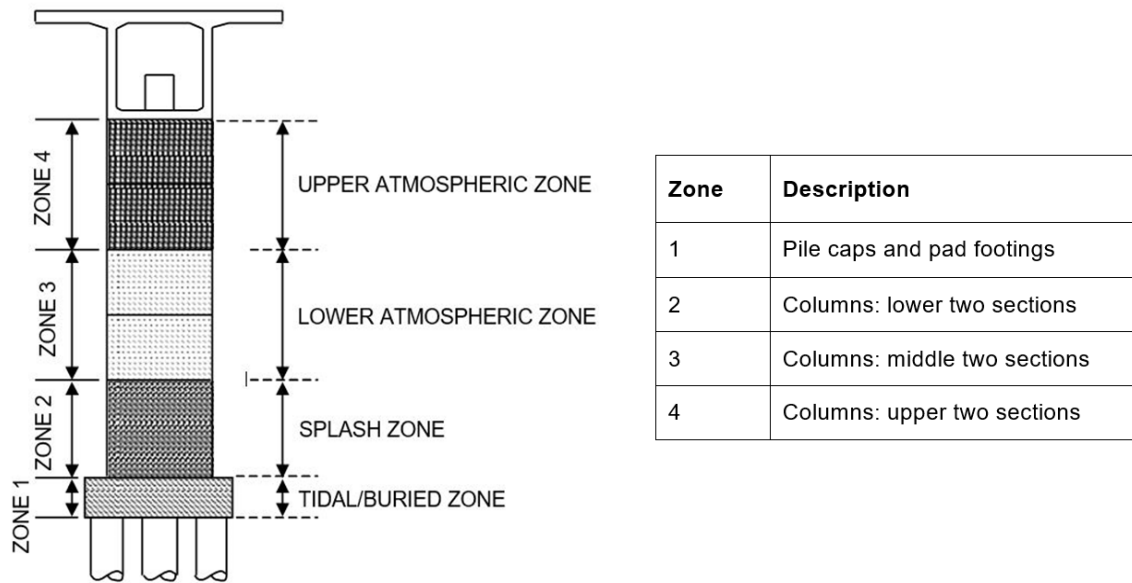 ZONE 4
ZONE 3
ZONE 2
ZONE 1
UPPER ATMOSPHERIC ZONE
LOWER ATMOSPHERIC ZONE
SPLASH ZONE
TIDAL/BURIED ZONE
Zone Description
1 Pile caps and pad footings
2 Columns: lower two sections
3 Columns: middle two sections
4 Columns: upper two sections